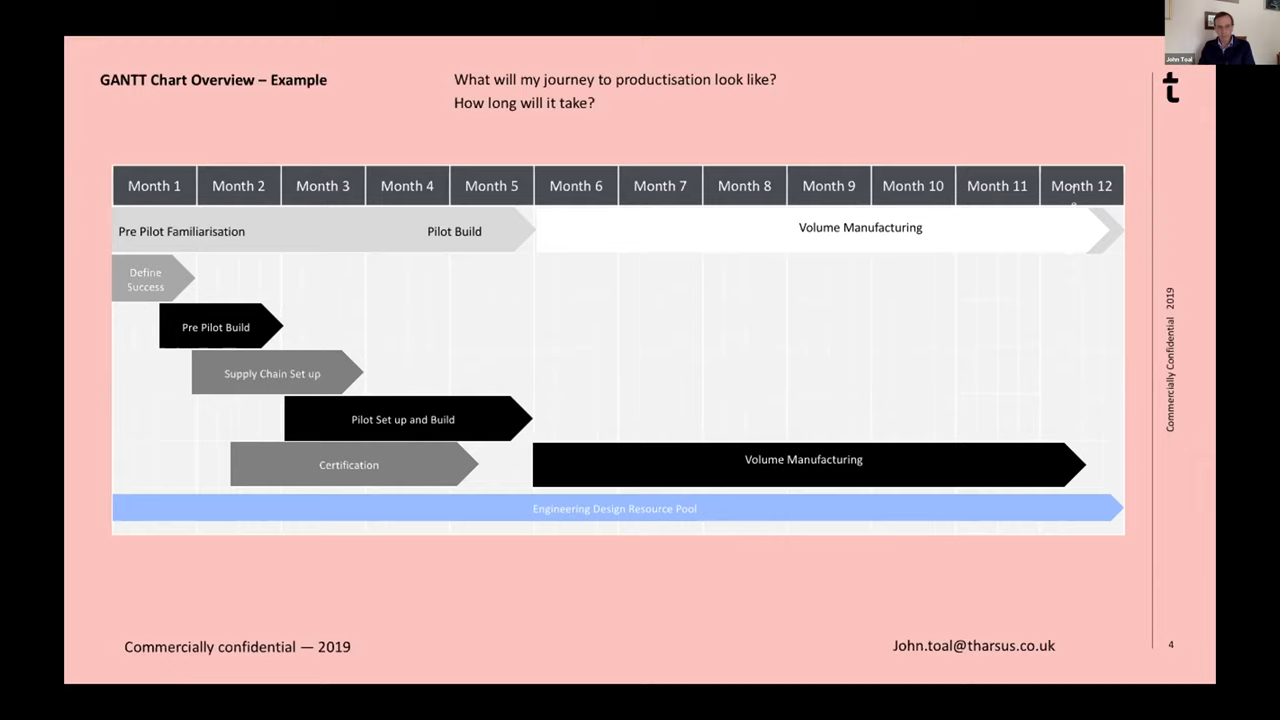 John Toal
GANTT Chart Overview – Example
What will my journey to productisation look like?
How long will it take?
Month 1 Month 2 Month 3 Month 4 Month 5 Month 6 Month 7 Month 8 Month 9 Month 10 Month 11 Month 12
Pre Pilot Familiarisation Pilot Build Volume Manufacturing
Define
Success
Pre Pilot Build
Supply Chain Set up
Pilot Set up and Build
Certification
Volume Manufacturing
Engineering Design Resource Pool
Commercially Confidential 2019
Commercially confidential — 2019
John.toal@tharsus.co.uk
4
t